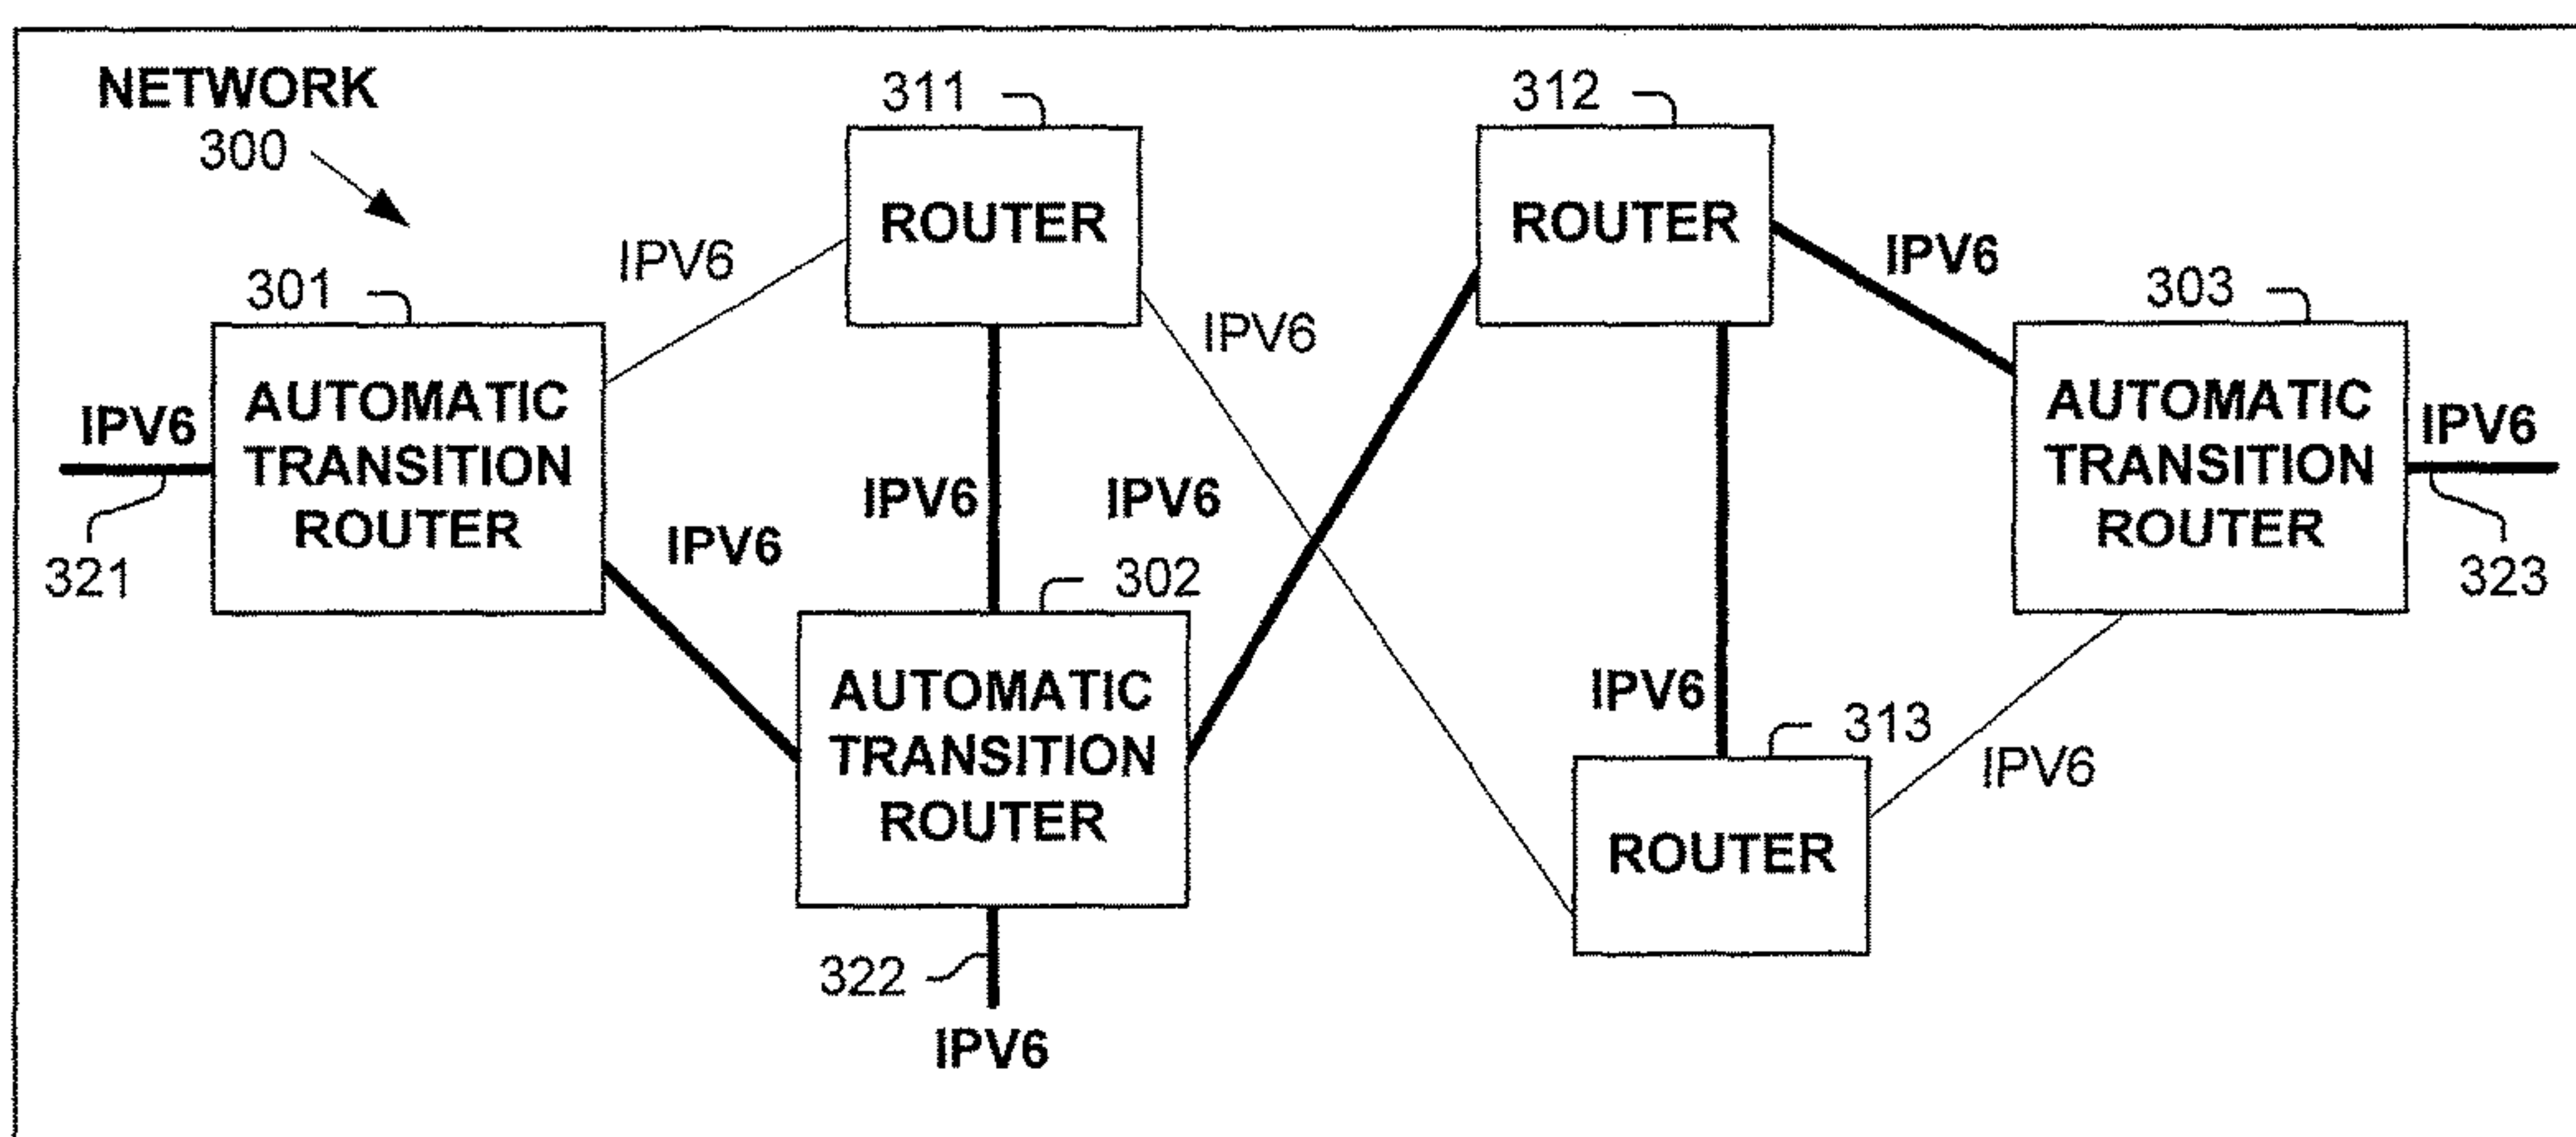 NETWORK
300
311
312
ROUTER
ROUTER
IPV6
IPV6
301
303
IPV6
AUTOMATIC
TRANSITION
ROUTER
AUTOMATIC
TRANSITION
ROUTER
IPV6
IPV6
321
323
IPV6
IPV6
IPV6
302
AUTOMATIC
TRANSITION
ROUTER
IPV6
313
IPV6
ROUTER
322
IPV6